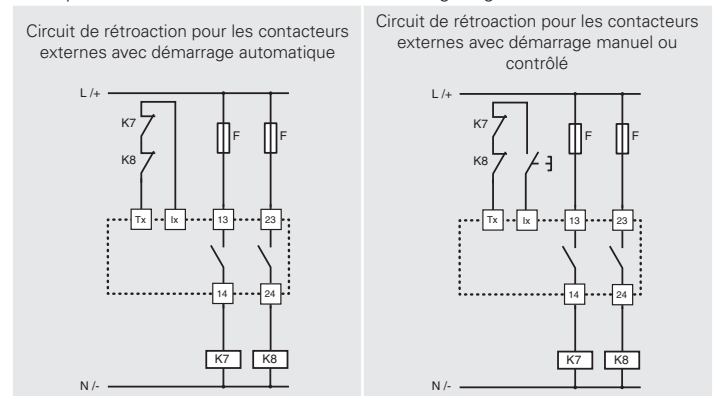 Circuit de rétroaction pour les contacteurs
externes avec démarrage automatique
L /+
K7
K8
F
F
Tx
Ix
13
23
14
24
K7
K8
N /-
Circuit de rétroaction pour les contacteurs
externes avec démarrage manuel ou
contrôlé
L /+
K7
K8
F
F
Tx
Ix
13
23
14
24
K7
K8
N /-